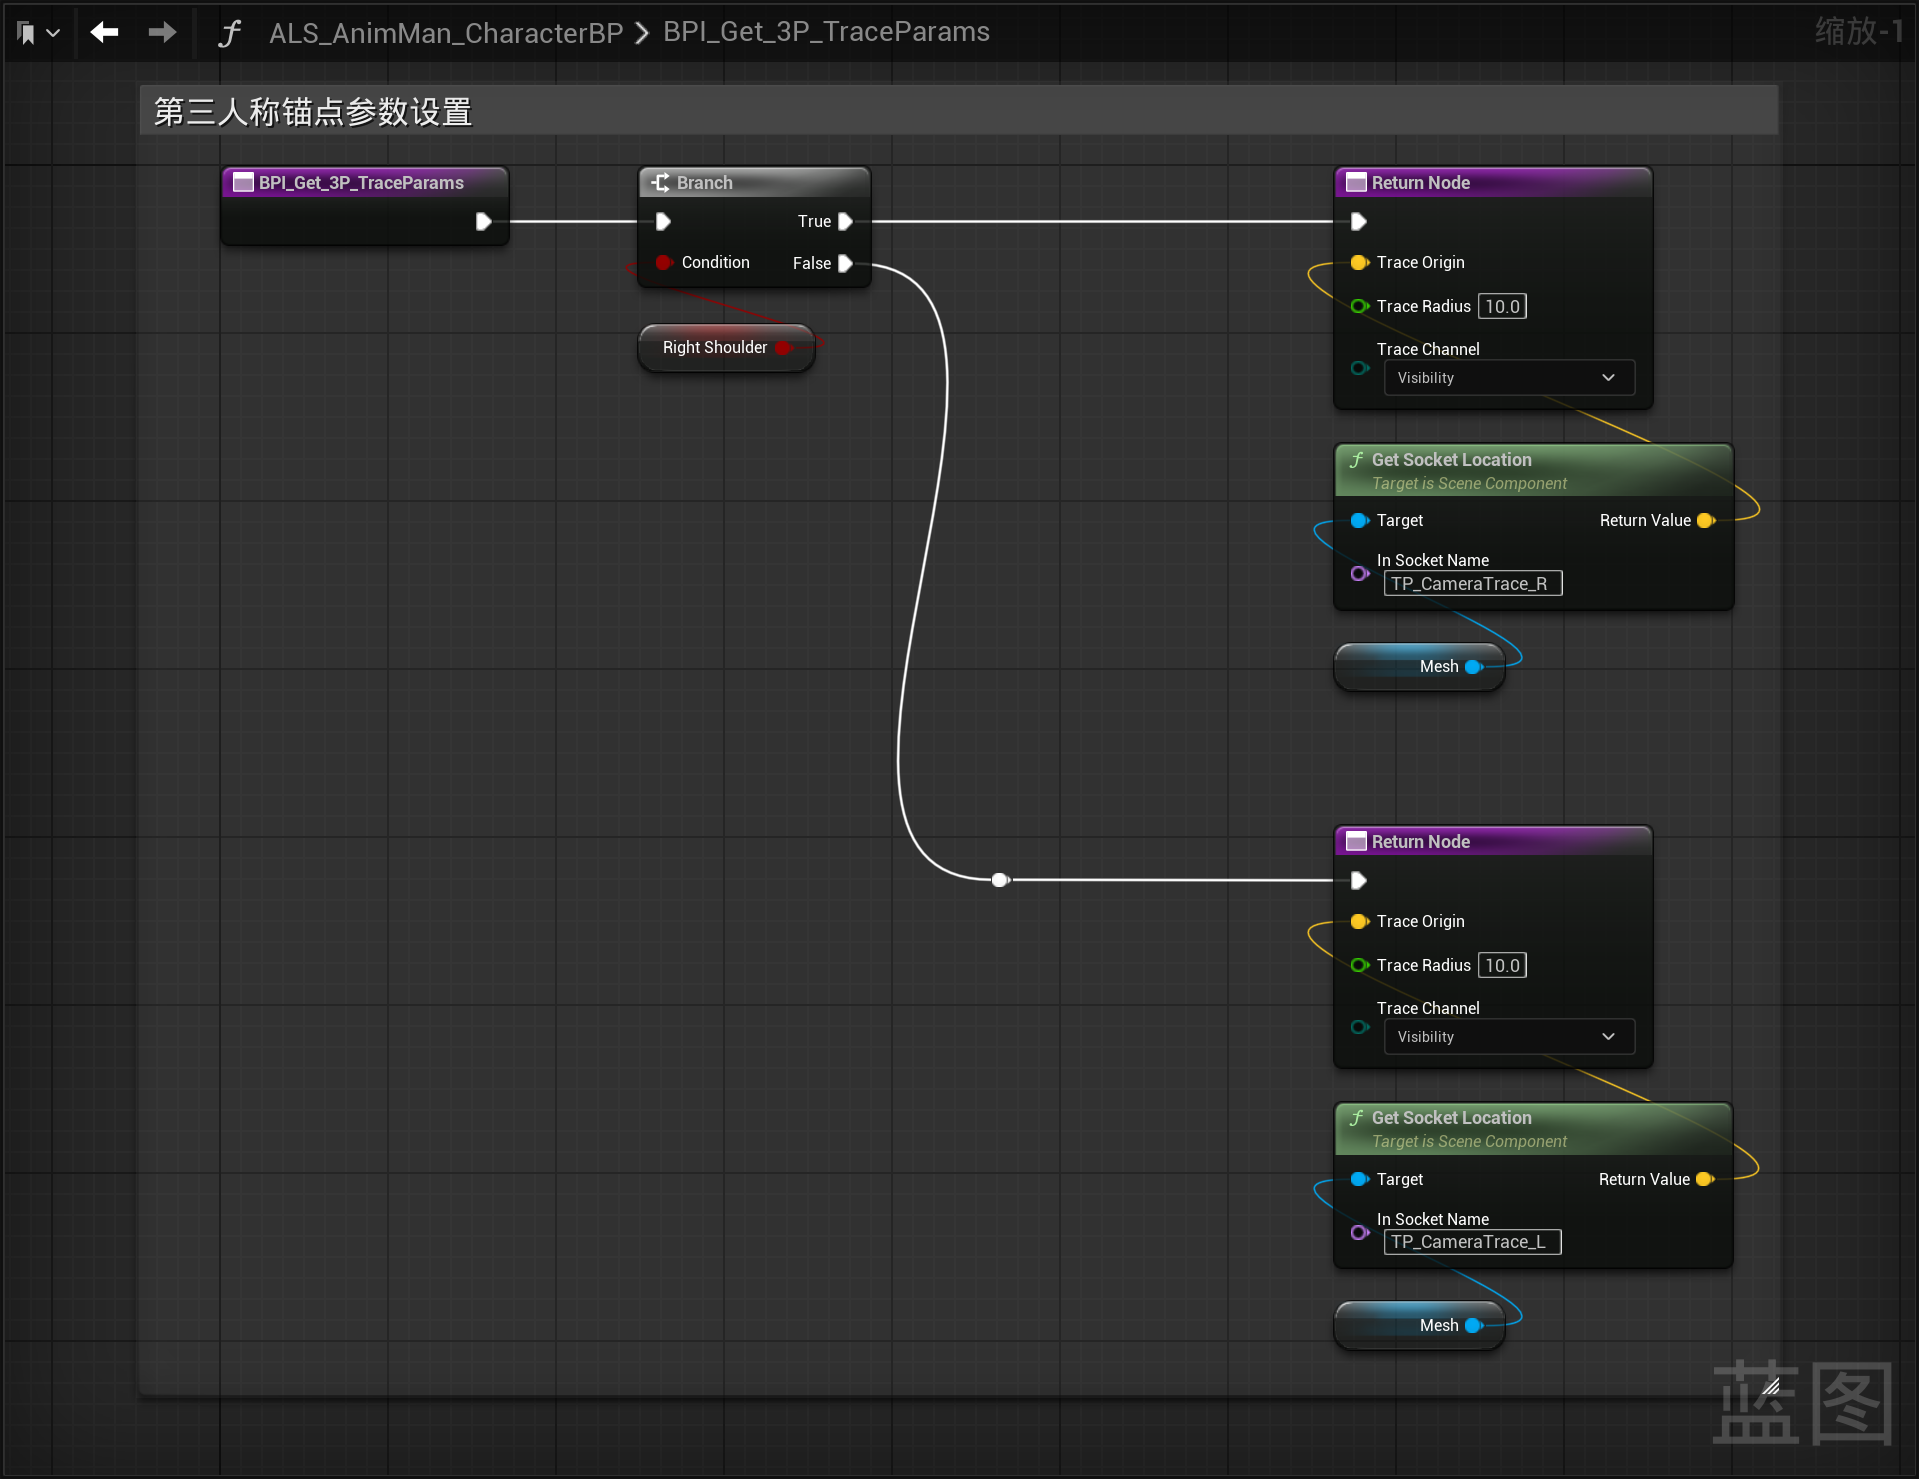 ALS_AnimMan_CharacterBP > BPI_Get_3P_TraceParams
缩放-1
第三人称锚点参数设置
BPI_Get_3P_TraceParams
Branch
True
Condition
False
Right Shoulder
Return Node
Trace Origin
Trace Radius 10.0
Trace Channel
Visibility
Get Socket Location
Target is Scene Component
Target
Return Value
In Socket Name
TP_CameraTrace_R
Mesh
Return Node
Trace Origin
Trace Radius 10.0
Trace Channel
Visibility
Get Socket Location
Target is Scene Component
Target
Return Value
In Socket Name
TP_CameraTrace_L
Mesh
蓝图